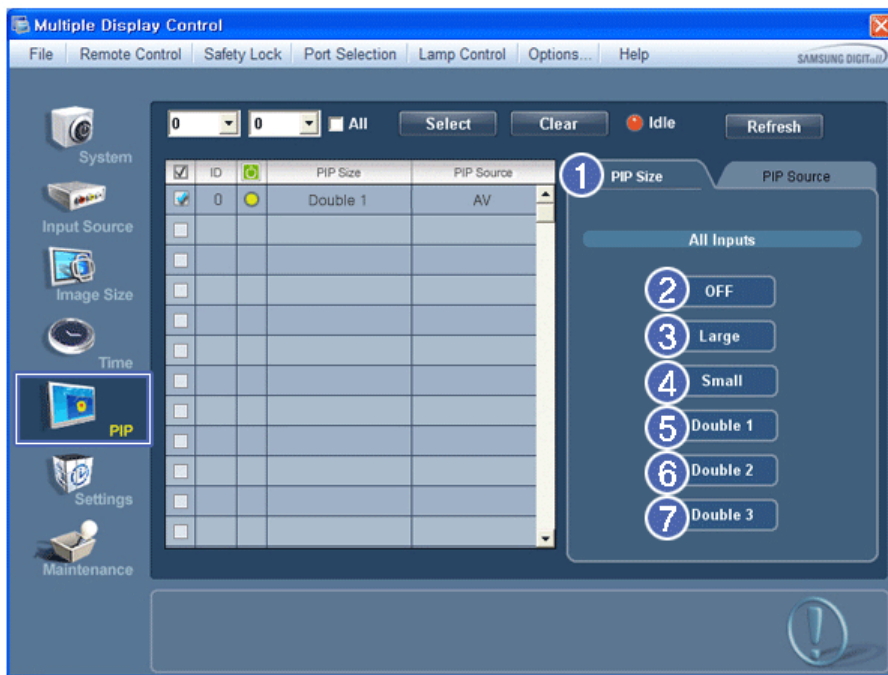 Multiple Display Control
File Remote Control Safety Lock Port Selection Lamp Control Options... Help SAMSUNG DIGITall
0 0 All Select Clear Idle Refresh
System
Input Source
Image Size
Time
PIP
Settings
Maintenance
ID PIP Size PIP Source
0 Double 1 AV
1 PIP Size PIP Source
All Inputs
2 OFF
3 Large
4 Small
5 Double 1
6 Double 2
7 Double 3